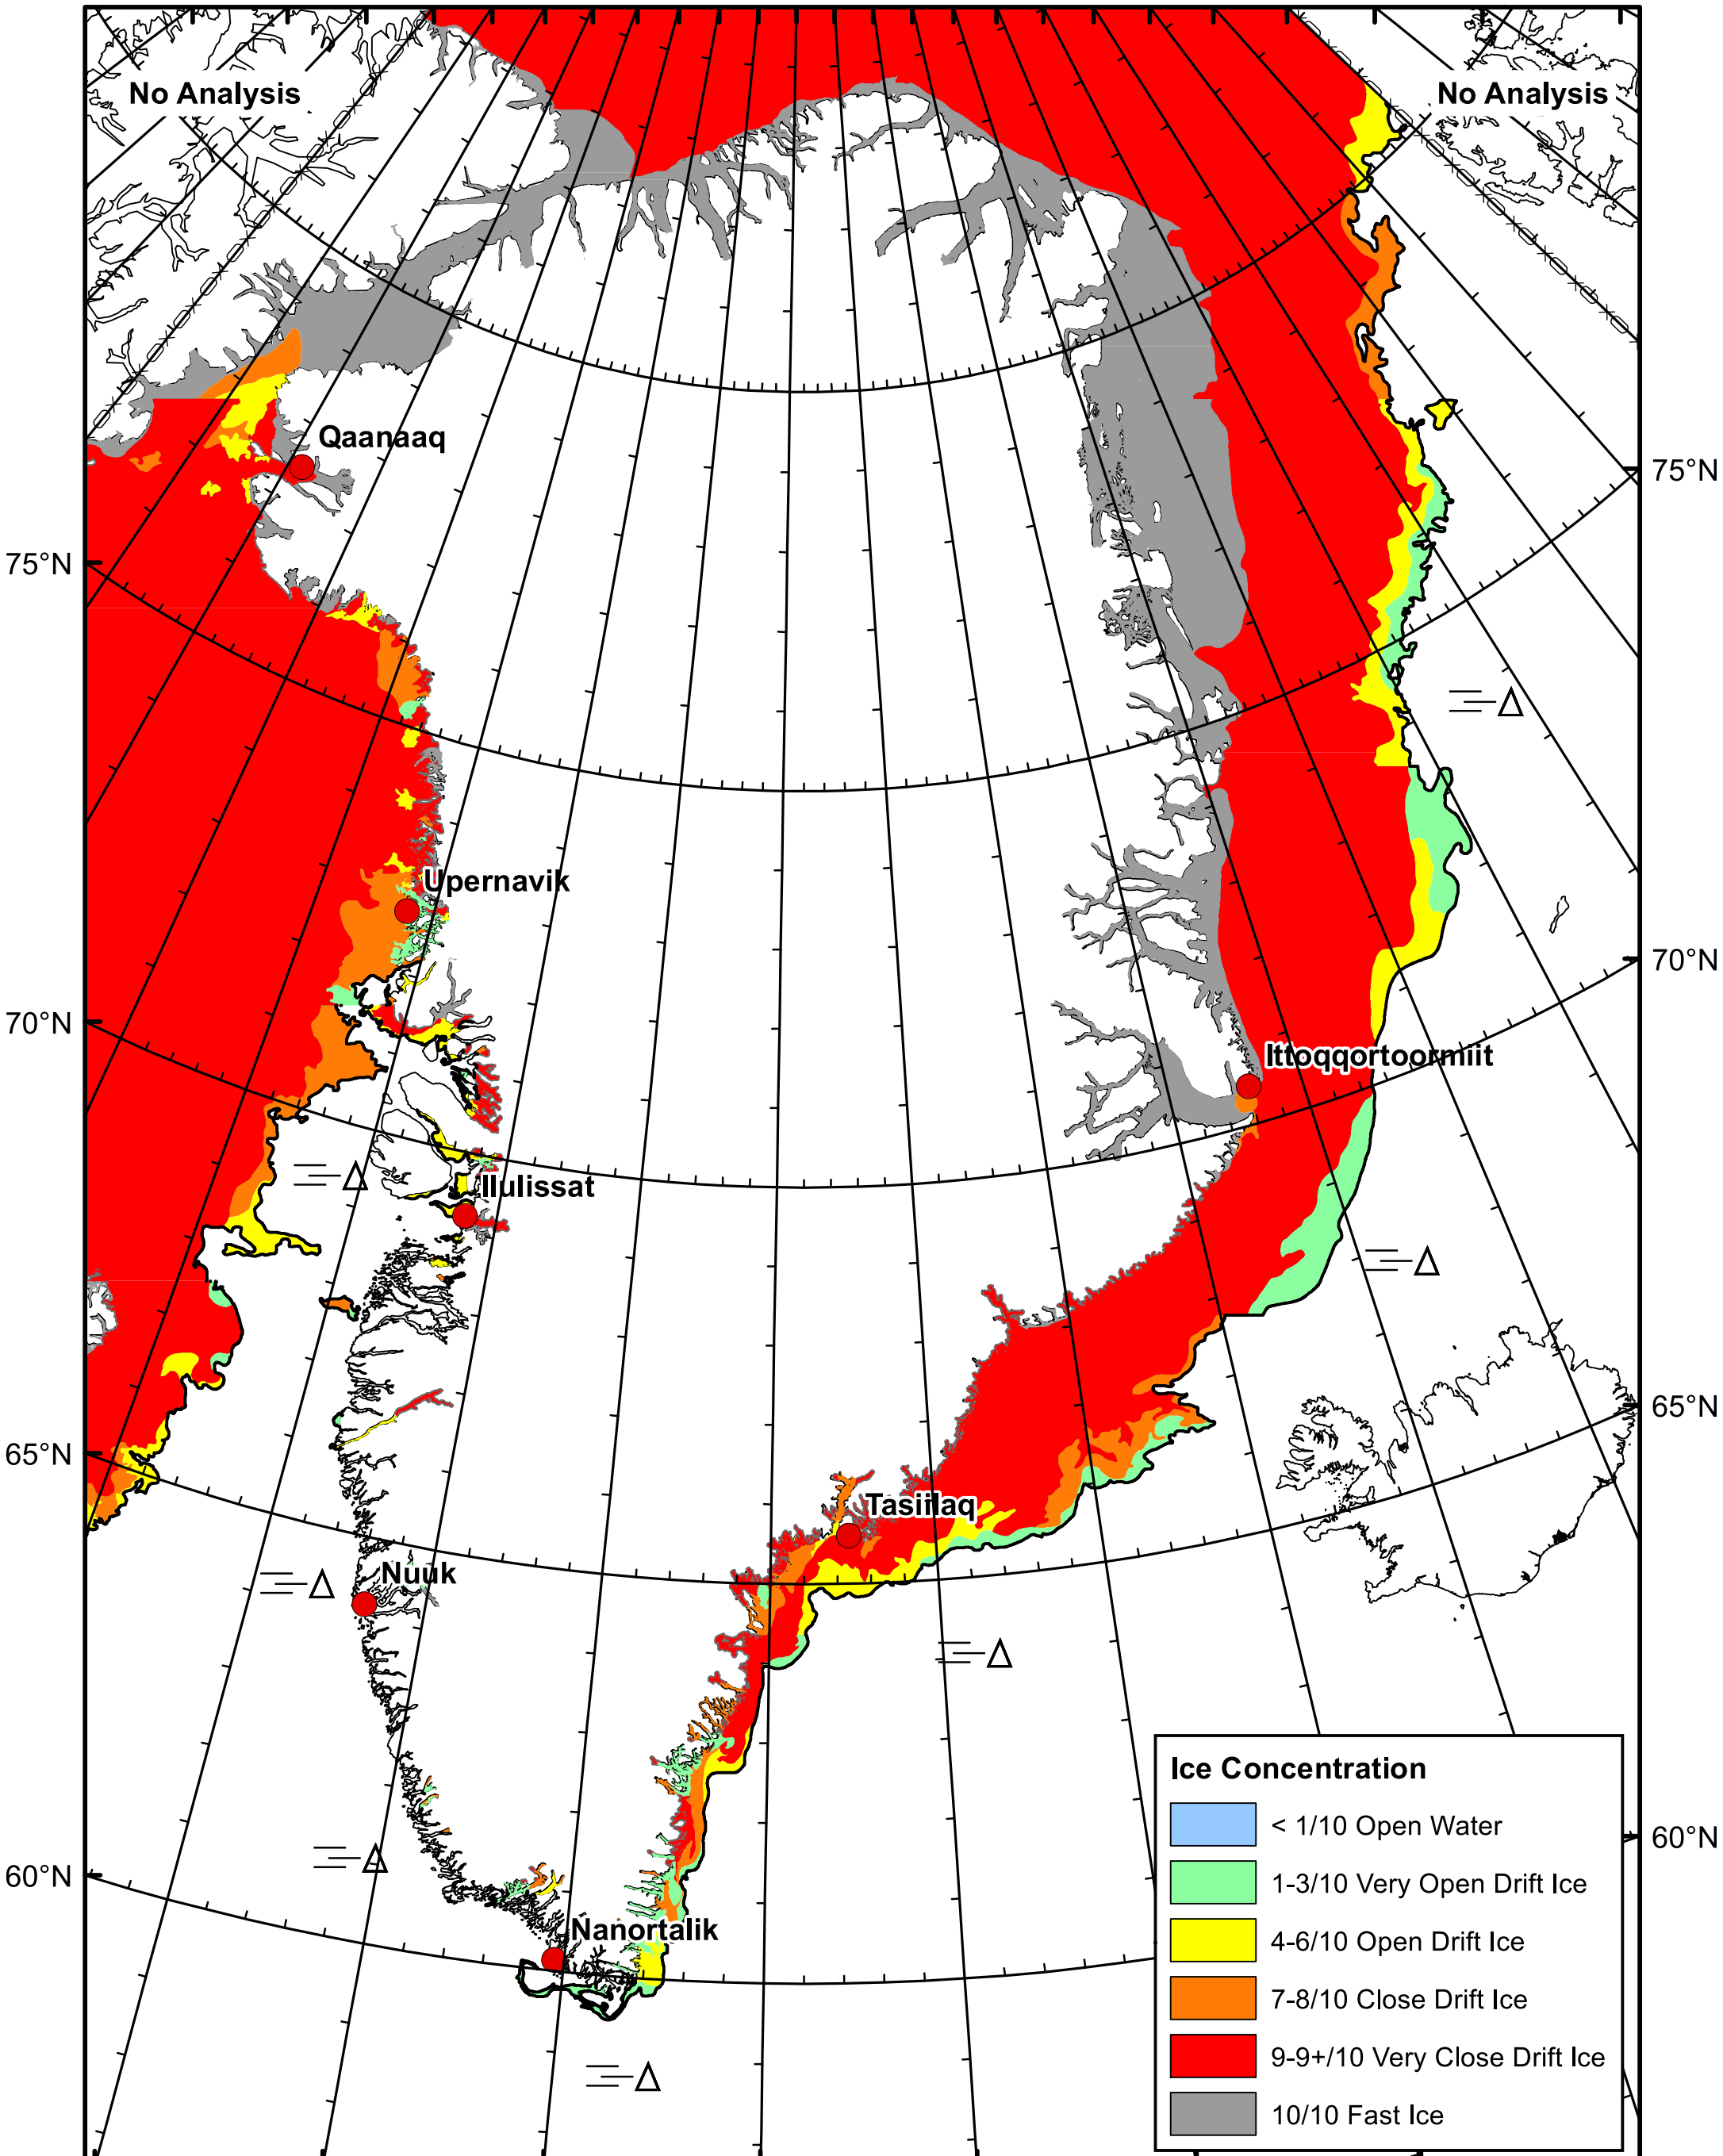 No Analysis
No Analysis
Qaanaaq
75°N
75°N
Upernavik
70°N
70°N
Ittoqqortoormiit
Ilulissat
65°N
65°N
Tasiilaq
Nuuk
60°N
60°N
Nanortalik
Ice Concentration
< 1/10 Open Water
1-3/10 Very Open Drift Ice
4-6/10 Open Drift Ice
7-8/10 Close Drift Ice
9-9+/10 Very Close Drift Ice
10/10 Fast Ice